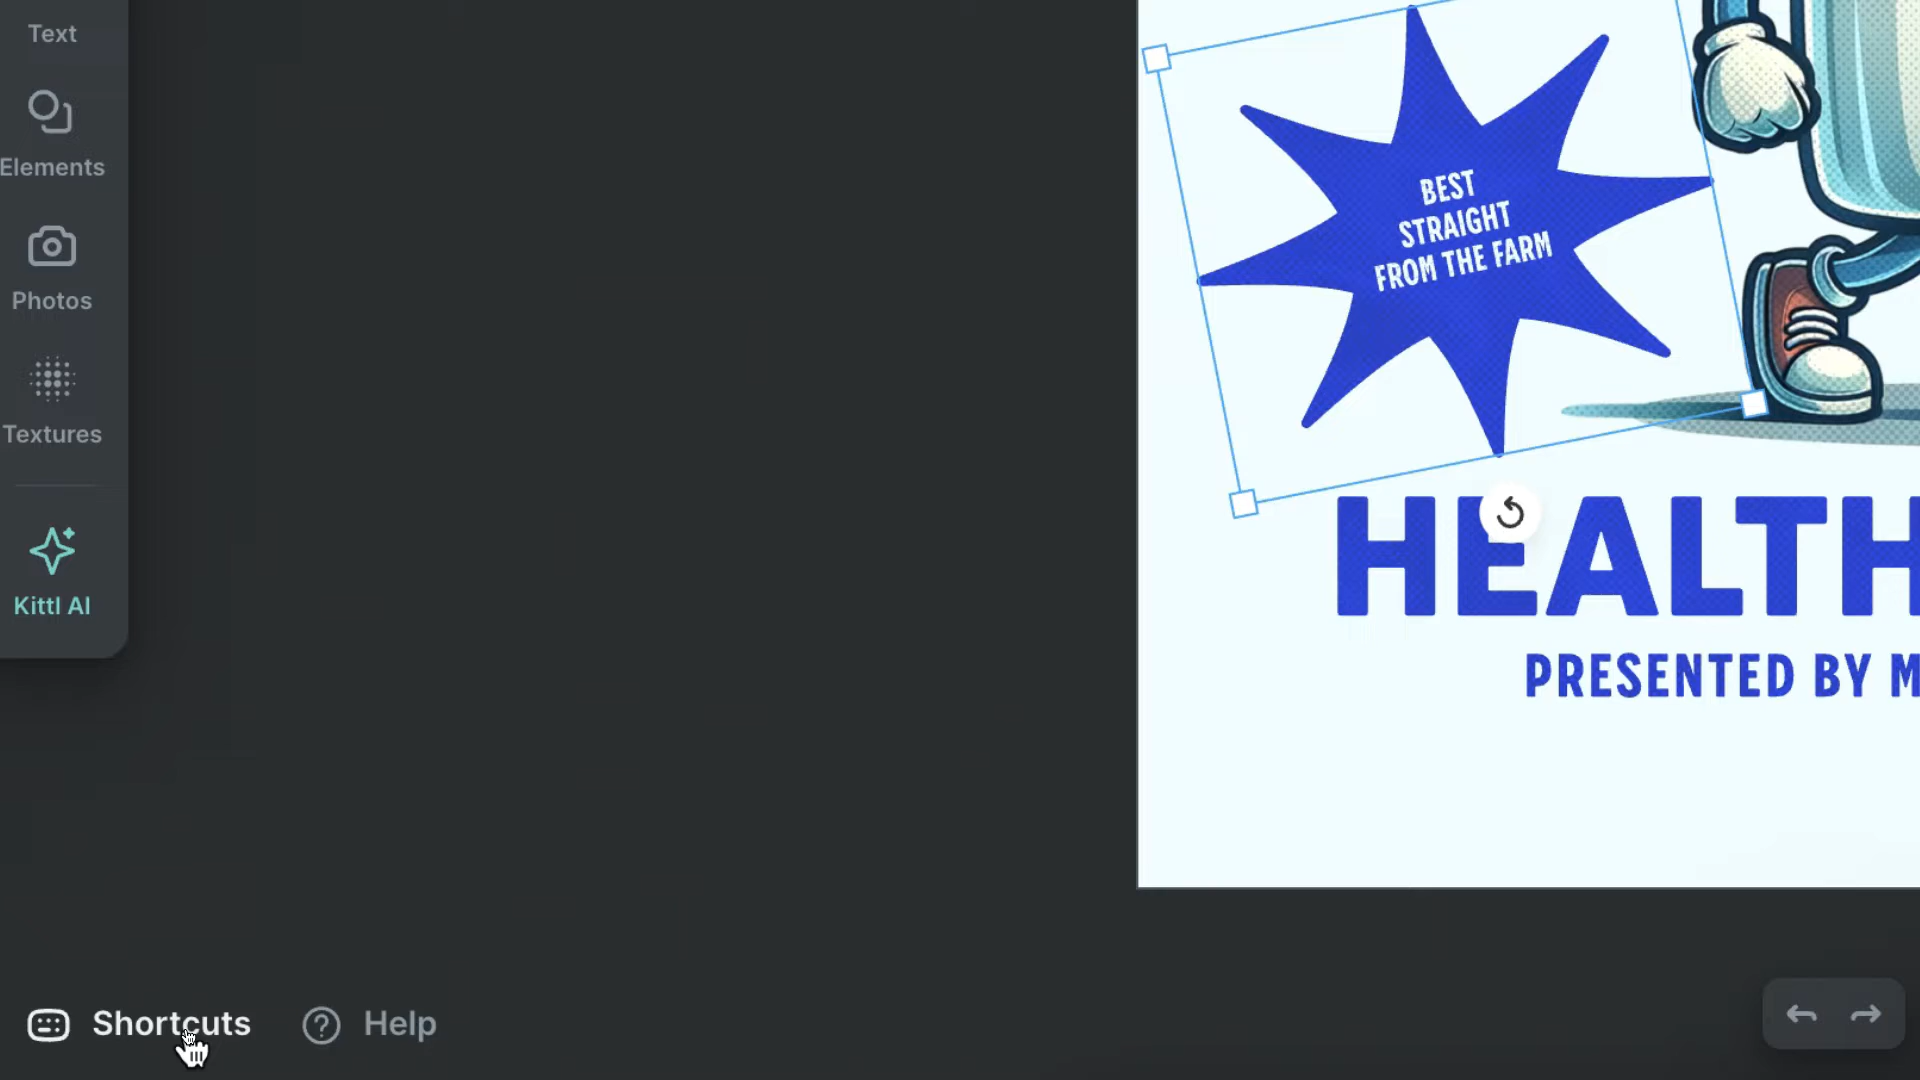 Text
Elements
Photos
Textures
Kittl AI
BEST
STRAIGHT
FROM THE FARM
HEALTH
PRESENTED BY M
Shortcuts
Help